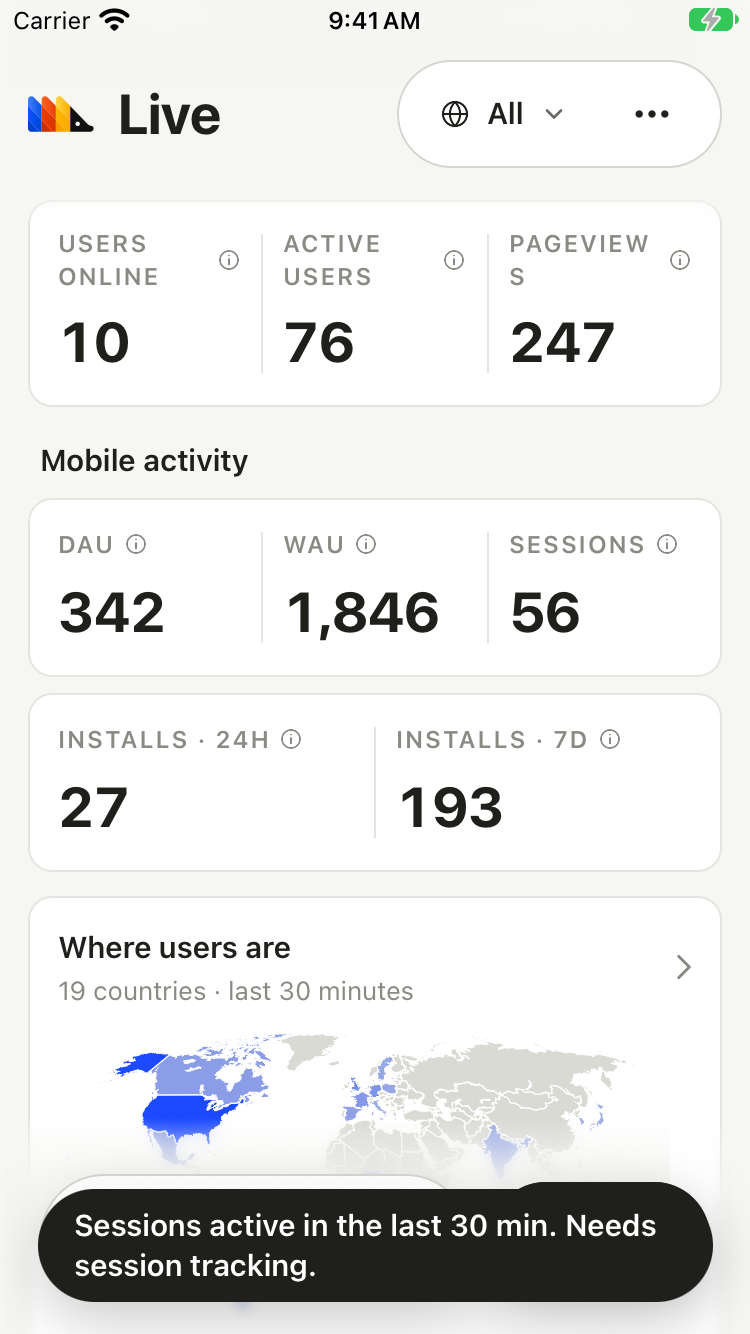 Carrier 9:41 AM
Live
All
USERS ONLINE
ACTIVE USERS
PAGEVIEWS
10
76
247
Mobile activity
DAU
WAU
SESSIONS
342
1,846
56
INSTALLS · 24H
INSTALLS · 7D
27
193
Where users are
19 countries · last 30 minutes
Sessions active in the last 30 min. Needs
session tracking.